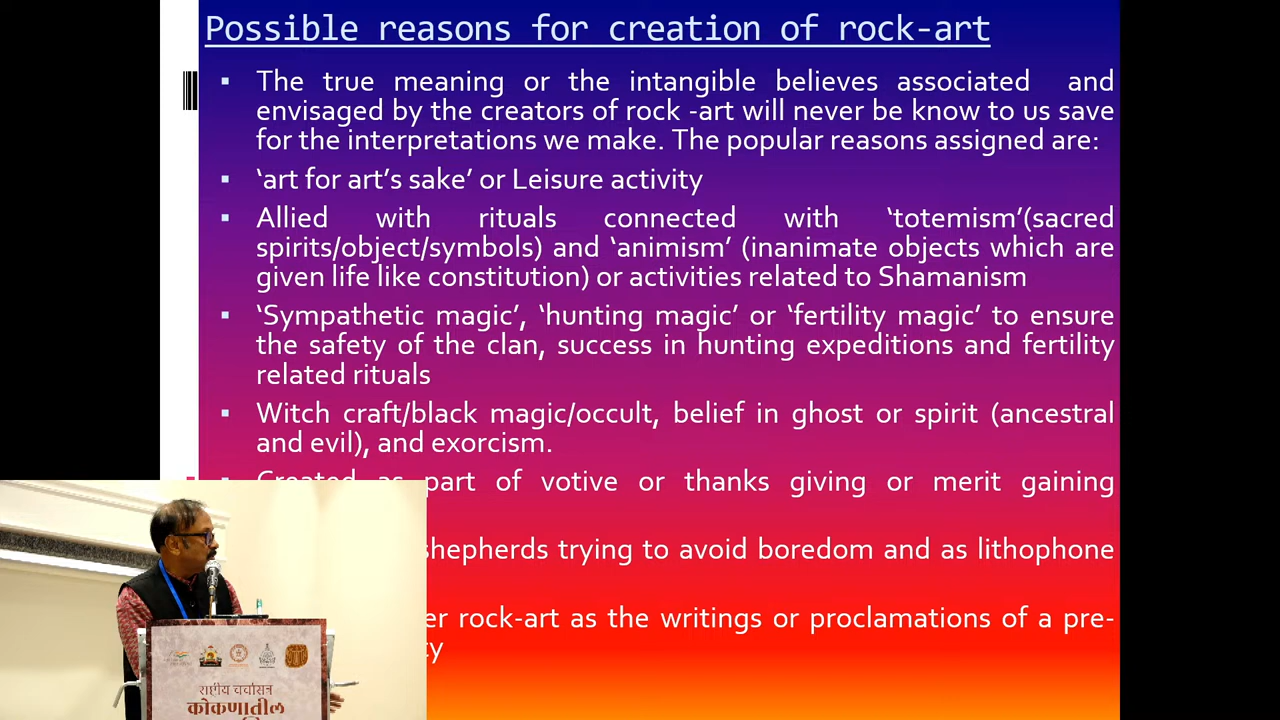 Possible reasons for creation of rock-art
▪ The true meaning or the intangible believes associated and
envisaged by the creators of rock -art will never be know to us save
for the interpretations we make. The popular reasons assigned are:
▪ ‘art for art’s sake’ or Leisure activity
▪ Allied with rituals connected with ‘totemism’(sacred
spirits/object/symbols) and ‘animism’ (inanimate objects which are
given life like constitution) or activities related to Shamanism
▪ ‘Sympathetic magic’, ‘hunting magic’ or ‘fertility magic’ to ensure
the safety of the clan, success in hunting expeditions and fertility
related rituals
▪ Witch craft/black magic/occult, belief in ghost or spirit (ancestral
and evil), and exorcism.
▪ Created as part of votive or thanks giving or merit gaining
shepherds trying to avoid boredom and as lithophone
rock-art as the writings or proclamations of a pre-
राष्ट्रीय चर्चासत्र
कोकणातील